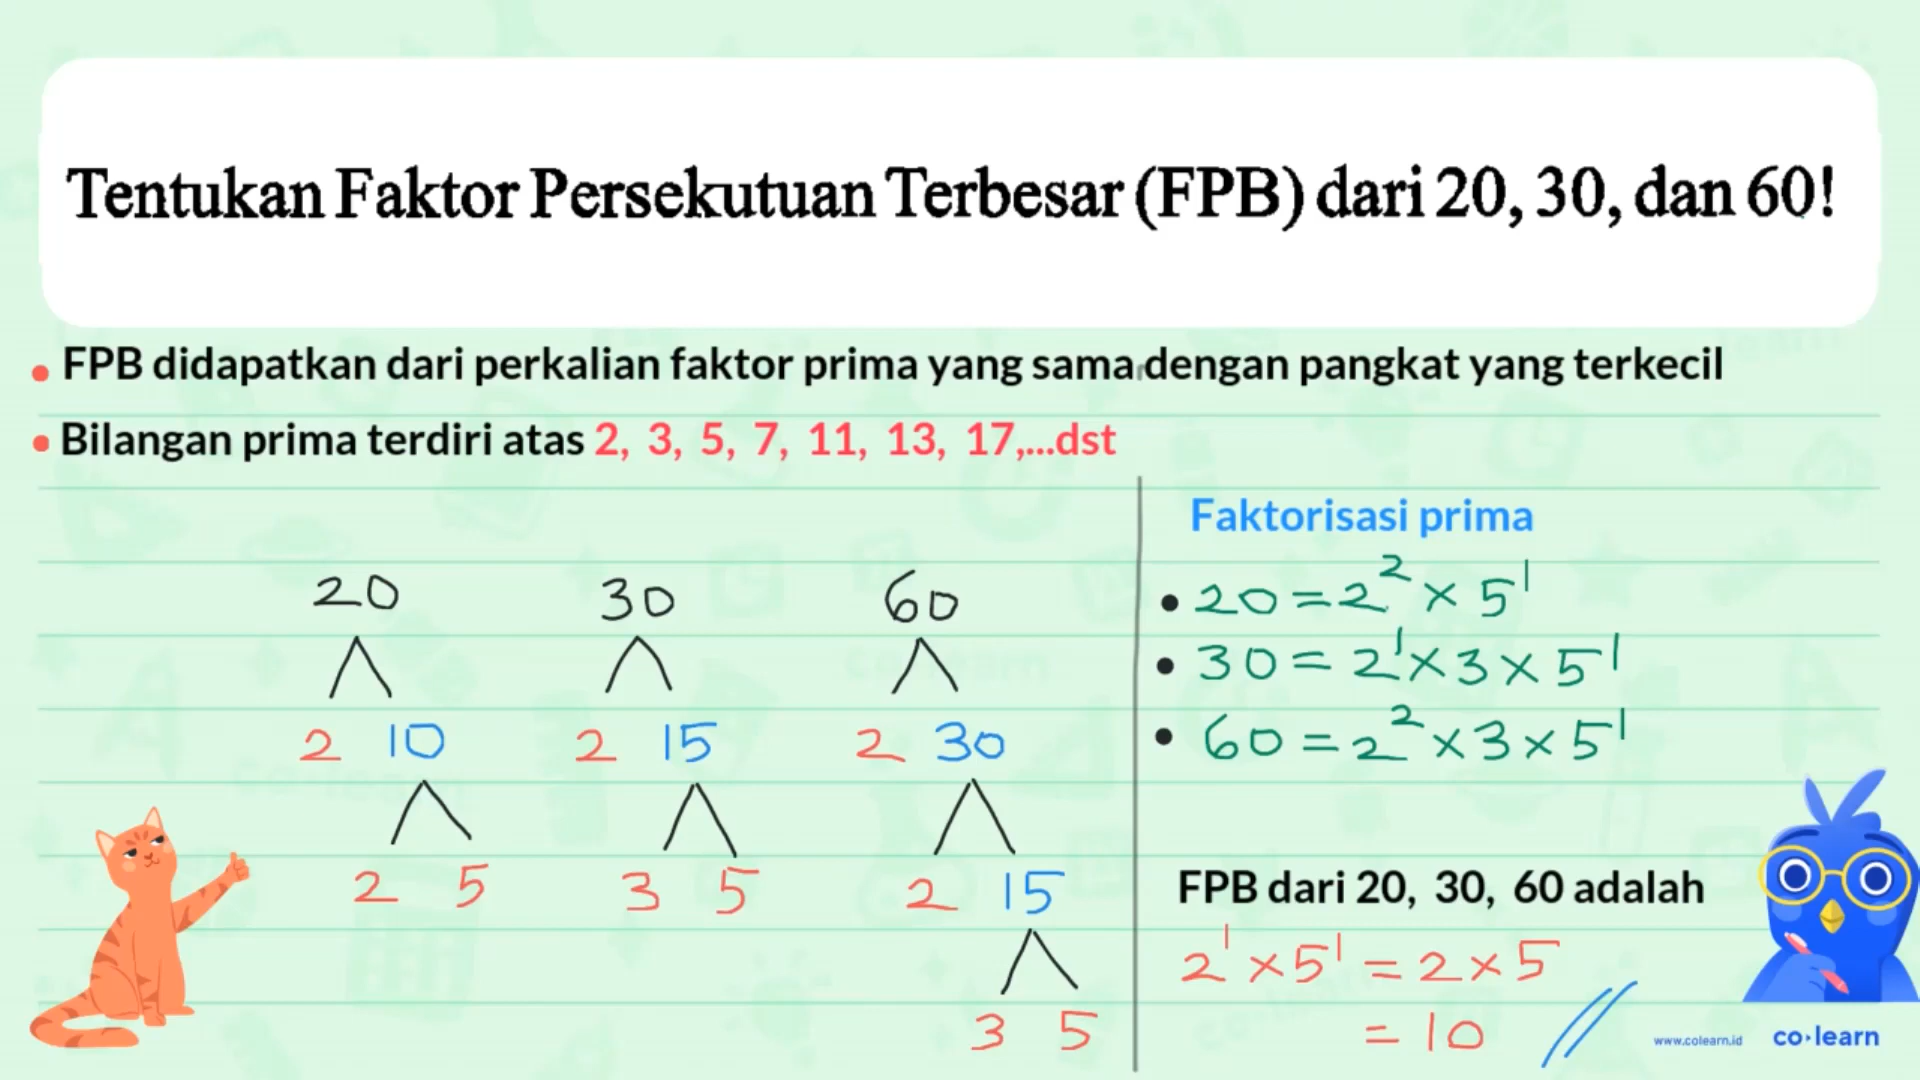 Tentukan Faktor Persekutuan Terbesar (FPB) dari 20, 30, dan 60!
• FPB didapatkan dari perkalian faktor prima yang sama dengan pangkat yang terkecil
• Bilangan prima terdiri atas 2, 3, 5, 7, 11, 13, 17,...dst
20 30 60
2 10 2 15 2 30
2 5 3 5 2 15
3 5
Faktorisasi prima
• 20 = 2² × 5¹
• 30 = 2¹ × 3 × 5¹
• 60 = 2² × 3 × 5¹
FPB dari 20, 30, 60 adalah
2¹ × 5¹ = 2 × 5
= 10
www.colearn.id
co·learn